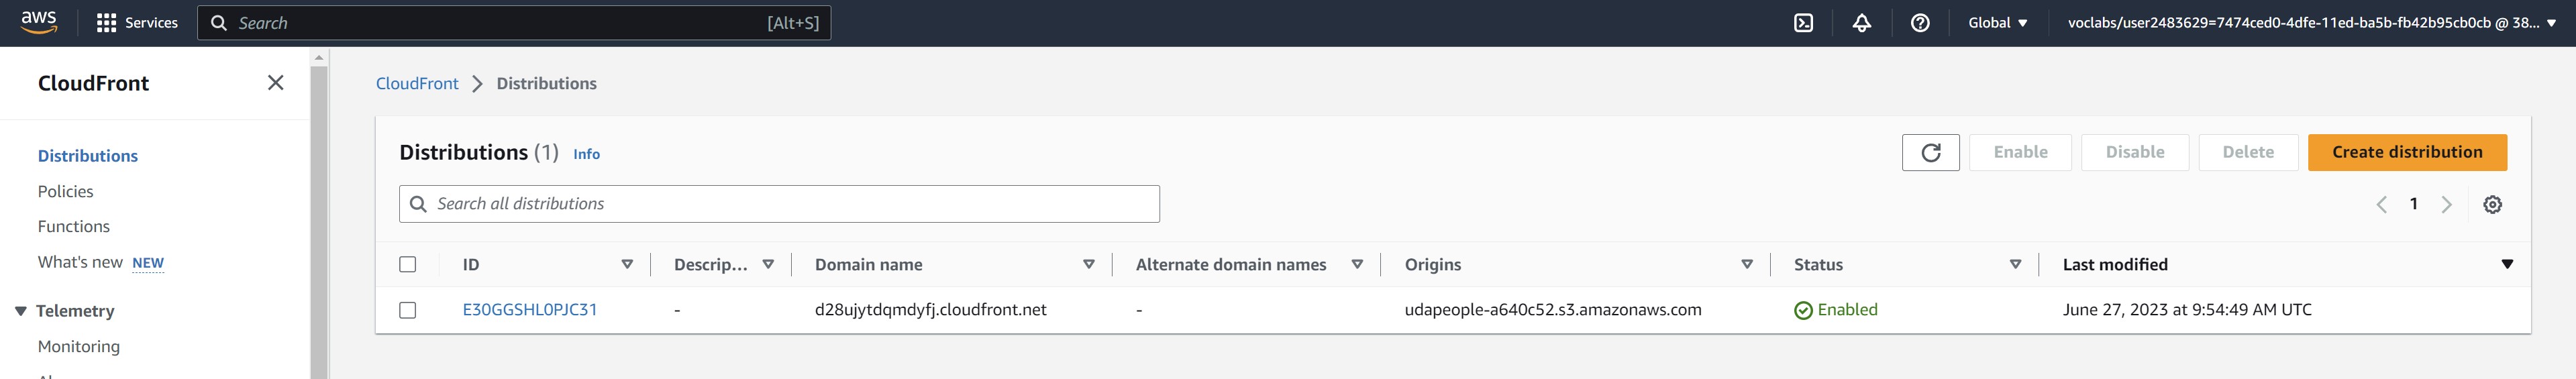 aws
Services
Search
[Alt+S]
Global
voclabs/user2483629=7474ced0-4dfe-11ed-ba5b-fb42b95cb0cb @ 38...
CloudFront
Distributions
Policies
Functions
What's new NEW
Telemetry
Monitoring
CloudFront > Distributions
Distributions (1) Info
Enable
Disable
Delete
Create distribution
Search all distributions
1
ID Descrip... Domain name Alternate domain names Origins Status Last modified
E30GGSHL0PJC31 - d28ujytdqmdyfj.cloudfront.net - udapeople-a640c52.s3.amazonaws.com Enabled June 27, 2023 at 9:54:49 AM UTC